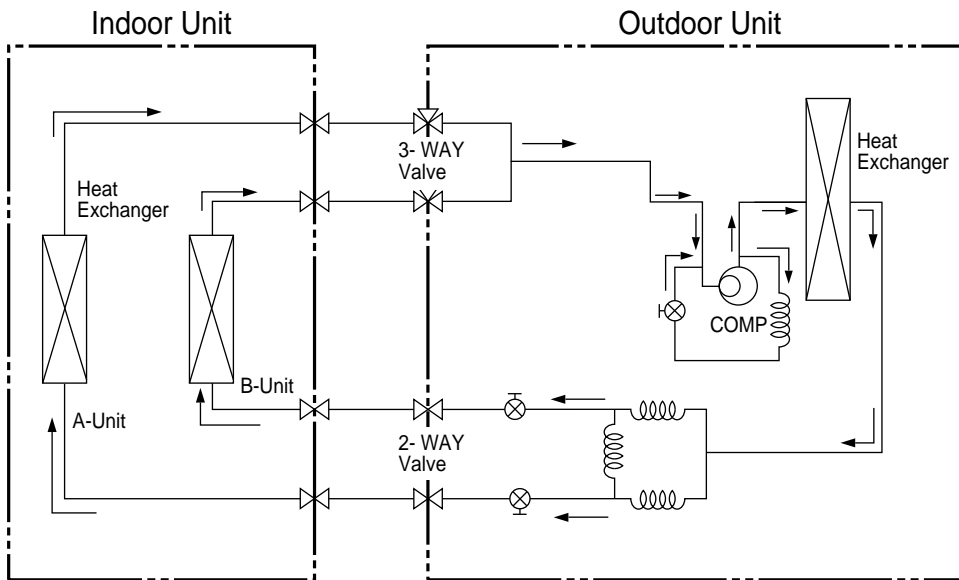 Indoor Unit
Outdoor Unit
3- WAY
Valve
Heat
Exchanger
Heat
Exchanger
COMP
B-Unit
A-Unit
2- WAY
Valve